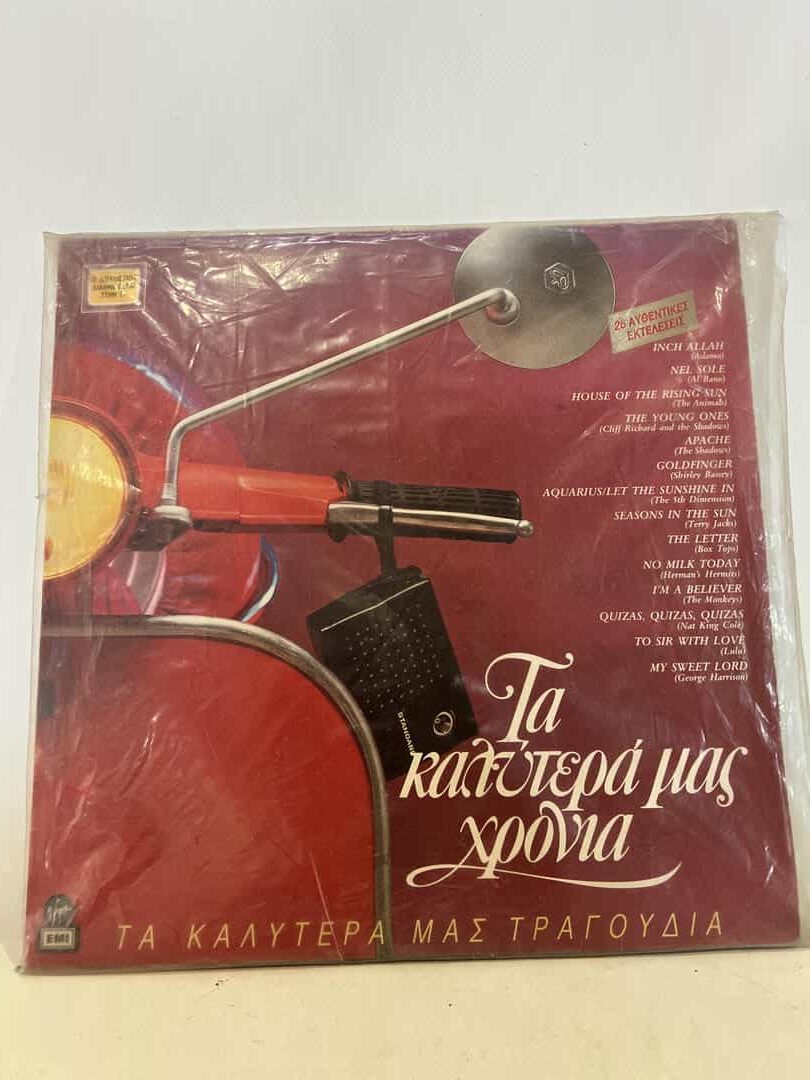 28 ΑΥΘΕΝΤΙΚΕΣ
ΕΚΤΕΛΕΣΕΙΣ
INCH ALLAH
(Adamo)
NEL SOLE
(Al Bano)
HOUSE OF THE RISING SUN
(The Animals)
THE YOUNG ONES
(Cliff Richard and the Shadows)
APACHE
(The Shadows)
GOLDFINGER
(Shirley Bassey)
AQUARIUS/LET THE SUNSHINE IN
(The 5th Dimension)
SEASONS IN THE SUN
(Terry Jacks)
THE LETTER
(Box Tops)
NO MILK TODAY
(Herman's Hermits)
I'M A BELIEVER
(The Monkeys)
QUIZAS, QUIZAS, QUIZAS
(Nat King Cole)
TO SIR WITH LOVE
(Lulu)
MY SWEET LORD
(George Harrison)
STANDARD
Τα
καλυτερά μας
χρόνια
EMI
ΤΑ ΚΑΛΥΤΕΡΑ ΜΑΣ ΤΡΑΓΟΥΔΙΑ